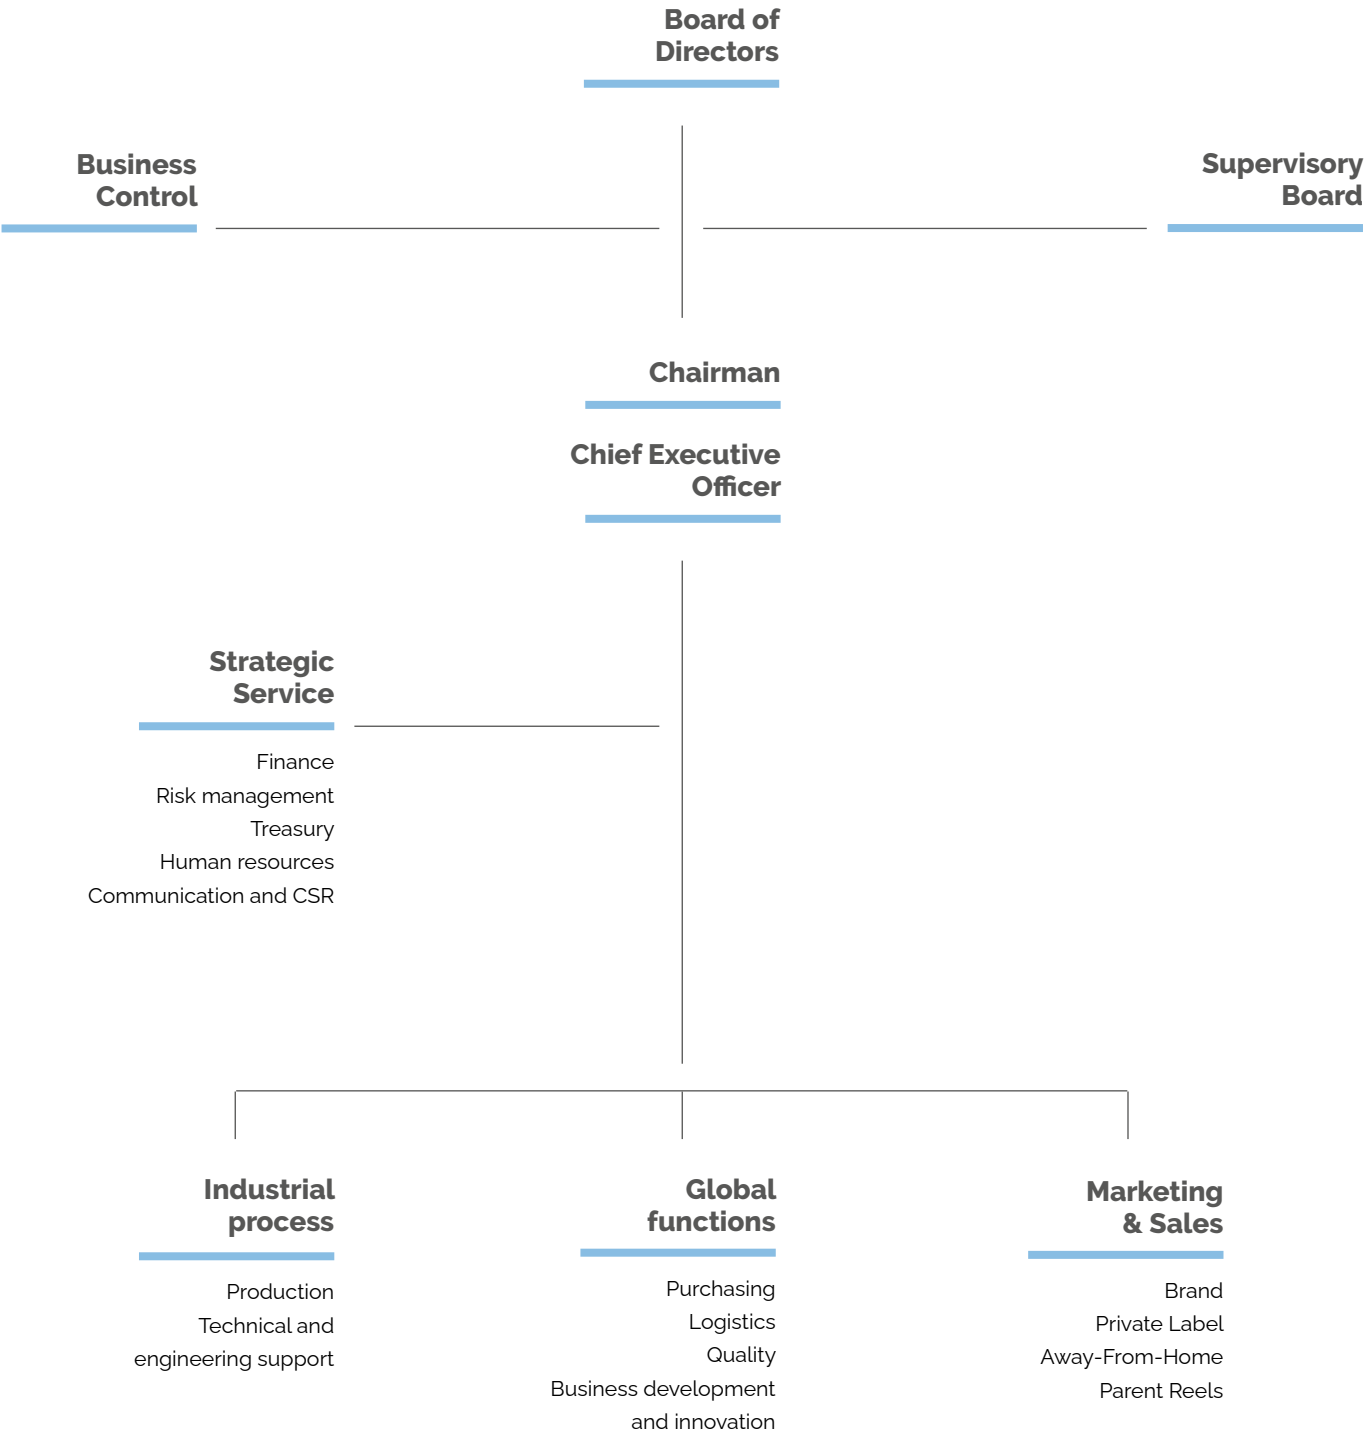 Board of
Directors
Business
Control
Supervisory
Board
Chairman
Chief Executive
Officer
Strategic
Service
Finance
Risk management
Treasury
Human resources
Communication and CSR
Industrial
process
Production
Technical and
engineering support
Global
functions
Purchasing
Logistics
Quality
Business development
and innovation
Marketing
& Sales
Brand
Private Label
Away-From-Home
Parent Reels